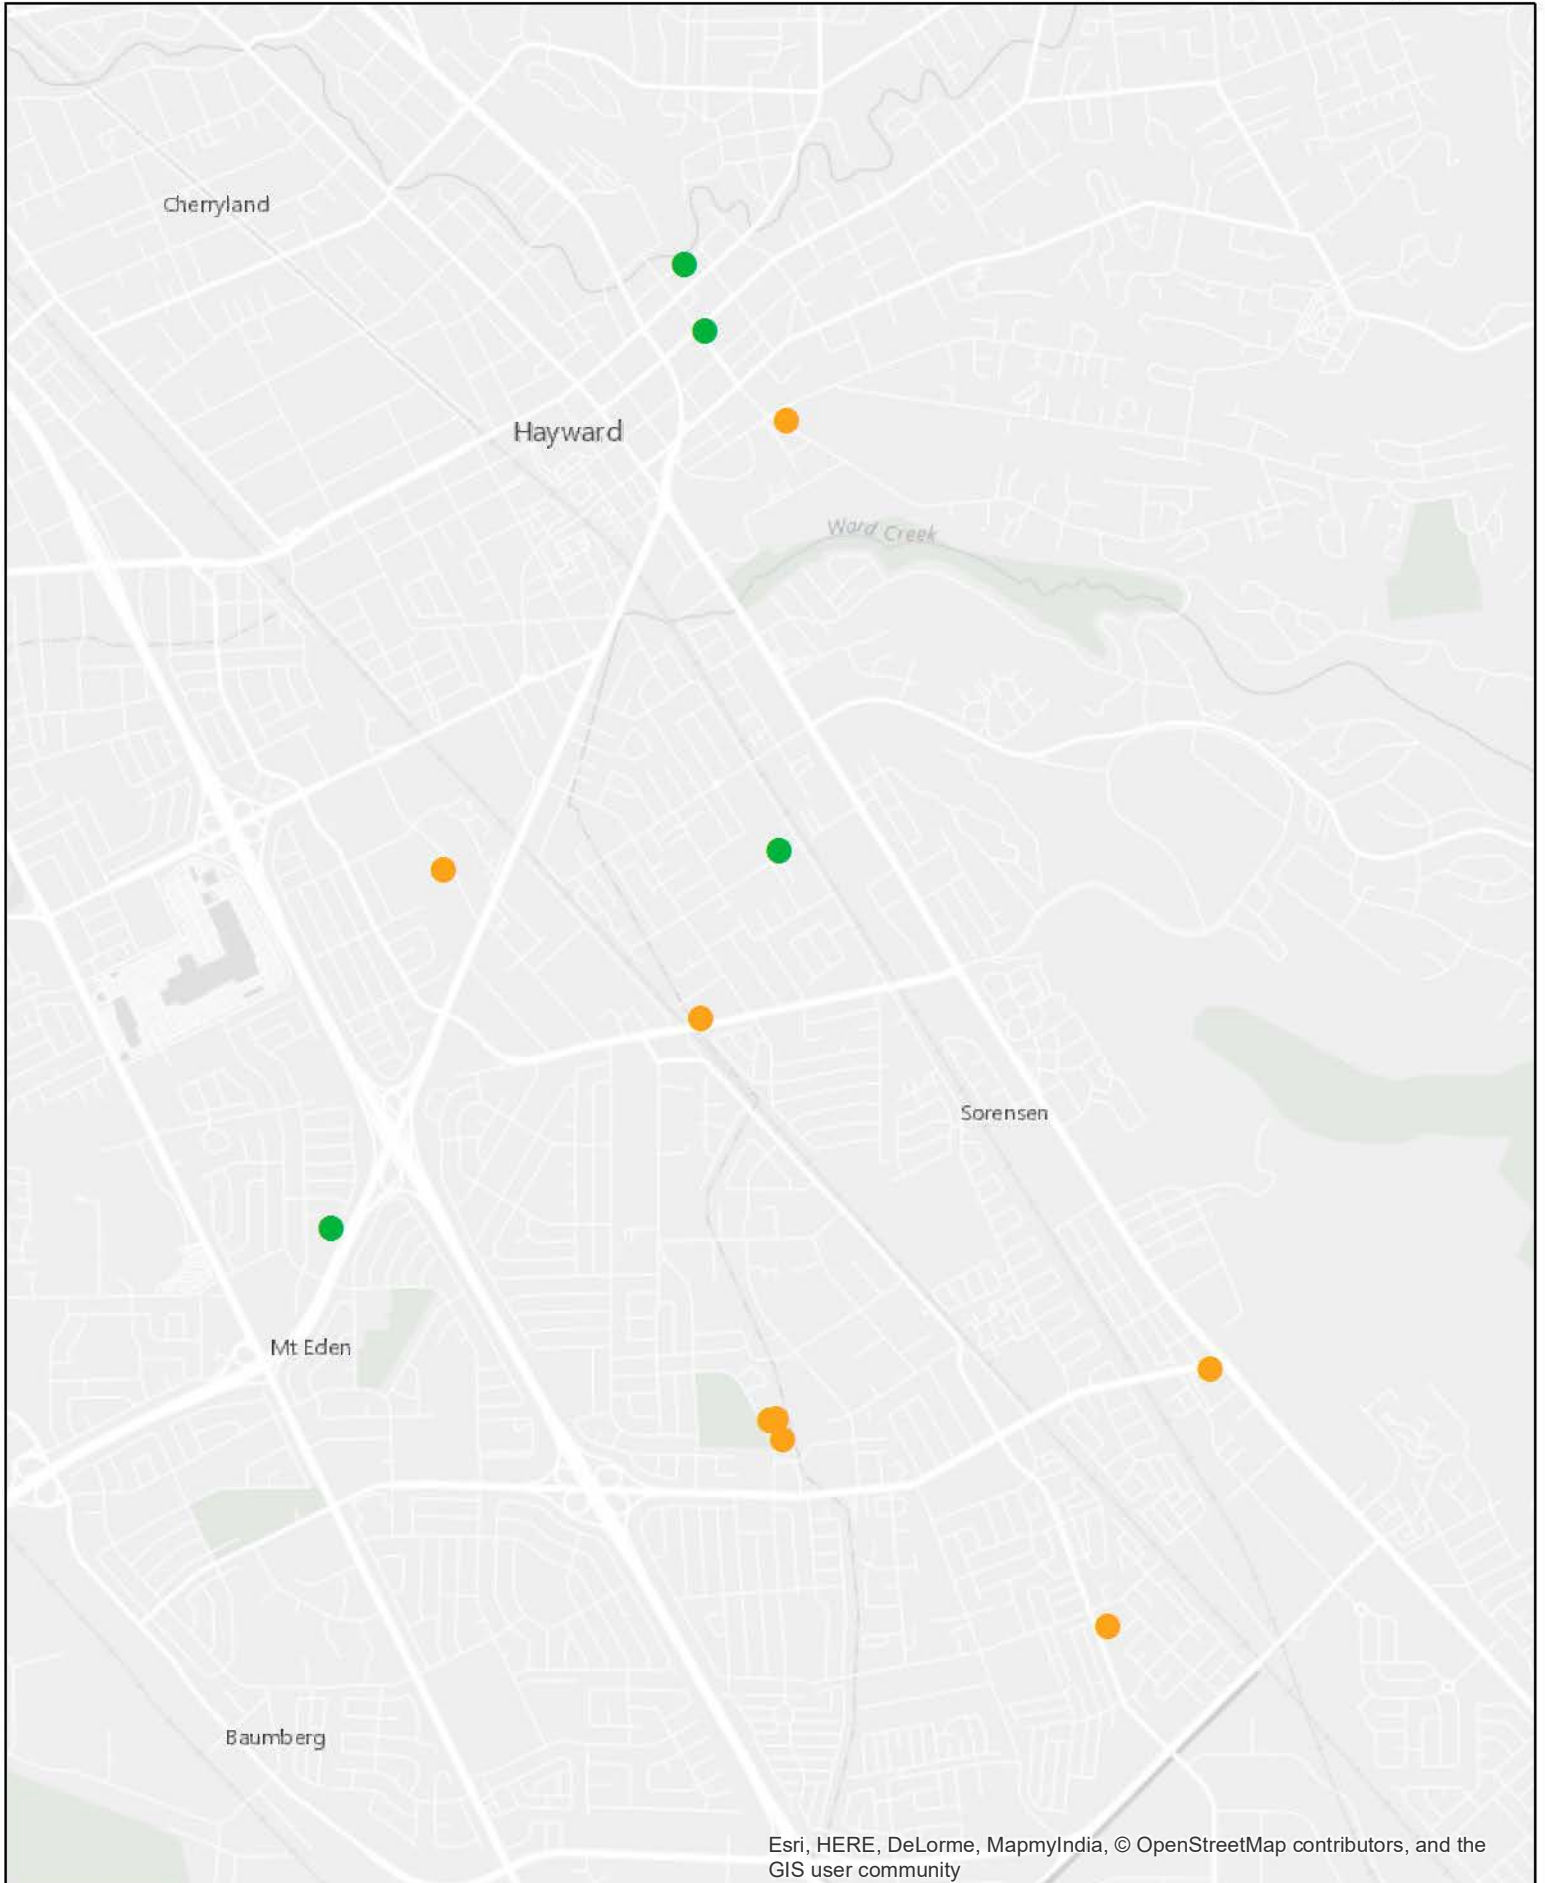 Cherryland
Hayward
Ward Creek
Sorensen
Mt Eden
Baumberg
Esri, HERE, DeLorme, MapmyIndia, © OpenStreetMap contributors, and the
GIS user community